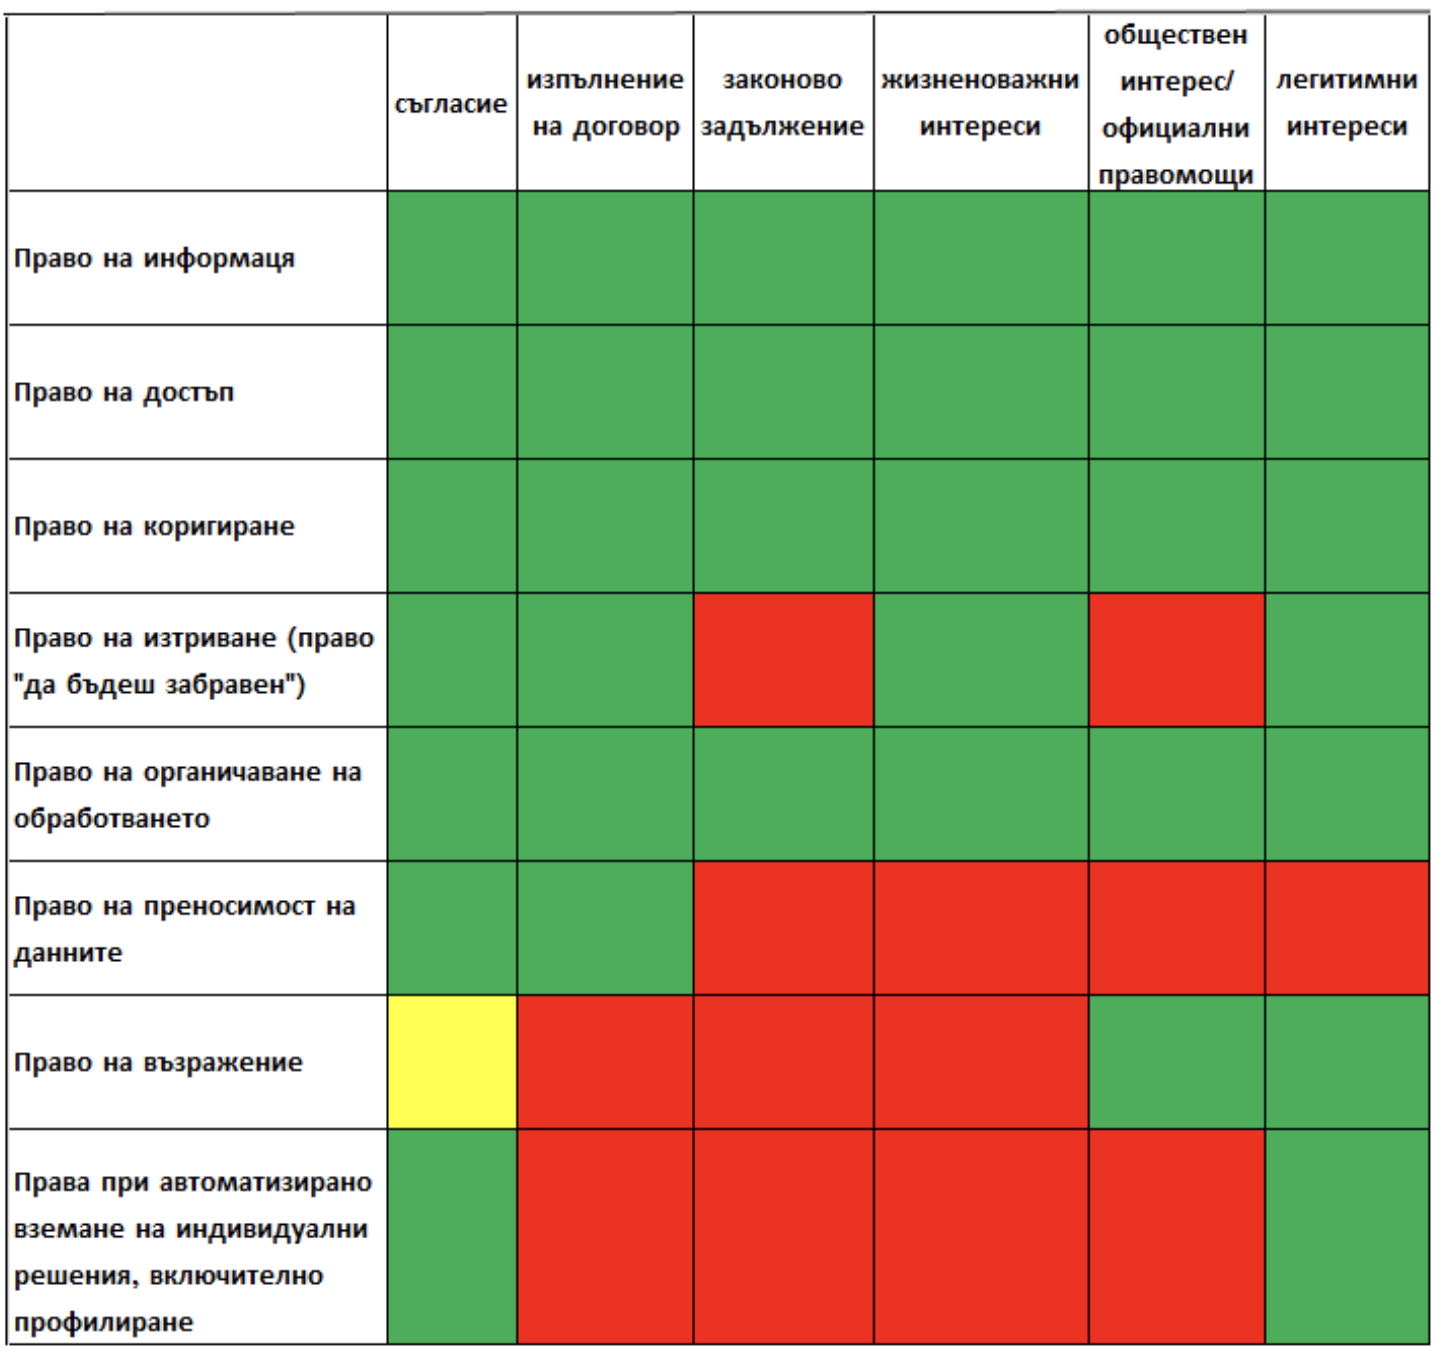 съгласие
изпълнение
на договор
законово
задължение
жизненоважни
интереси
обществен
интерес/
официални
правомощи
легитимни
интереси
Право на информаця
Право на достъп
Право на коригиране
Право на изтриване (право
"да бъдеш забравен")
Право на органичаване на
обработването
Право на преносимост на
данните
Право на възражение
Права при автоматизирано
вземане на индивидуални
решения, включително
профилиране